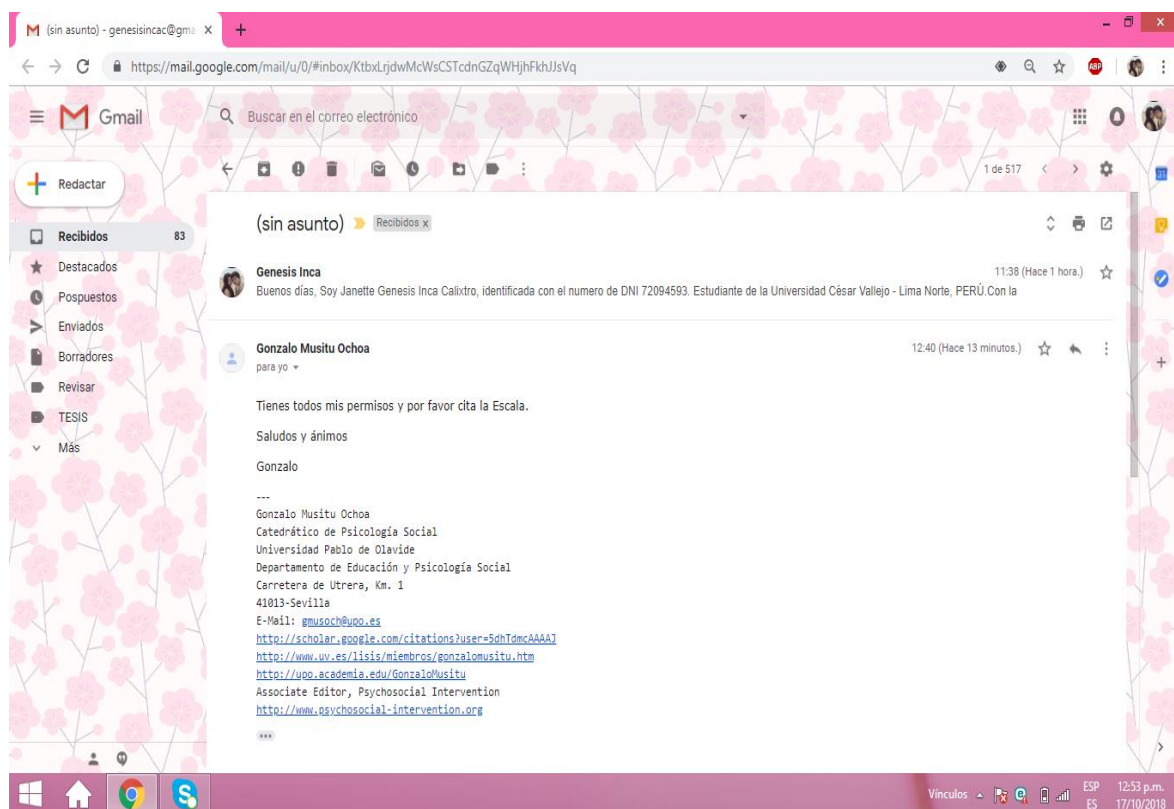 (sin asunto) - genesisincac@gma
https://mail.google.com/mail/u/0/#inbox/KtbxLrjdwMcWsCSTcdnGZqWHjhFkhJJsVq
ABP
Gmail
Buscar en el correo electrónico
Redactar
1 de 517
31
(sin asunto) Recibidos x
Recibidos 83
Destacados
Pospuestos
Enviados
Borradores
Revisar
TESIS
Más
Genesis Inca 11:38 (Hace 1 hora.)
Buenos días, Soy Janette Genesis Inca Calixtro, identificada con el numero de DNI 72094593. Estudiante de la Universidad César Vallejo - Lima Norte, PERÚ.Con la
Gonzalo Musitu Ochoa 12:40 (Hace 13 minutos.)
para yo
Tienes todos mis permisos y por favor cita la Escala.
Saludos y ánimos
Gonzalo
---
Gonzalo Musitu Ochoa
Catedrático de Psicología Social
Universidad Pablo de Olavide
Departamento de Educación y Psicología Social
Carretera de Utrera, Km. 1
41013-Sevilla
E-Mail: gmusoch@upo.es
http://scholar.google.com/citations?user=5dhTdmcAAAAJ
http://www.uv.es/lisis/miembros/gonzalomusitu.htm
http://upo.academia.edu/GonzaloMusitu
Associate Editor, Psychosocial Intervention
http://www.psychosocial-intervention.org
Vínculos
ESP
ES
12:53 p.m.
17/10/2018